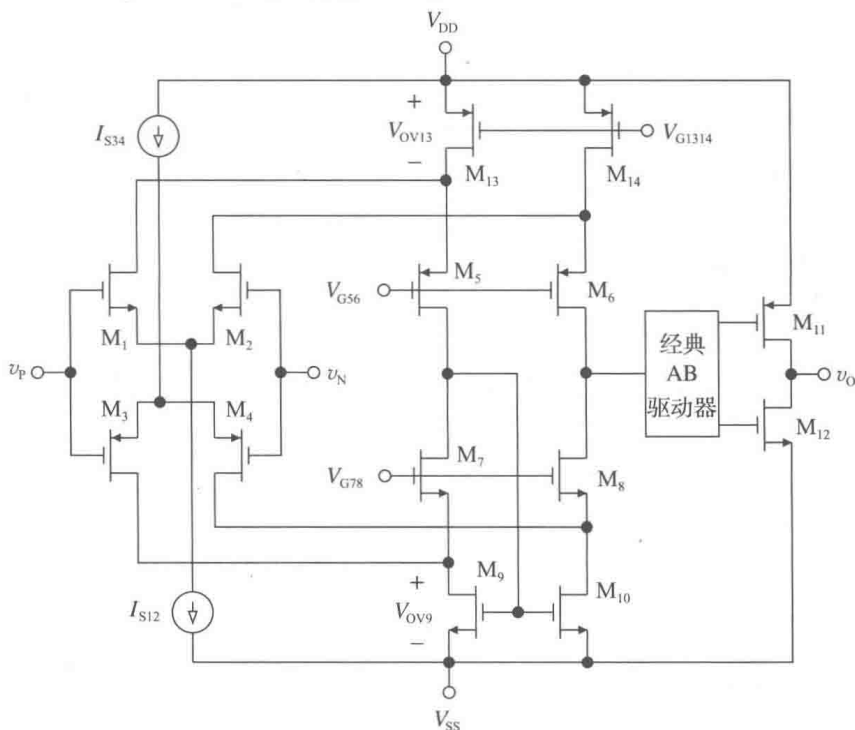 V_DD
I_S34
+
V_OV13
−
V_G1314
M_13
M_14
V_G56
M_5
M_6
M_1
M_2
v_P
v_N
M_3
M_4
经典
AB
驱动器
M_11
v_O
M_12
V_G78
M_7
M_8
I_S12
+
V_OV9
−
M_9
M_10
V_SS